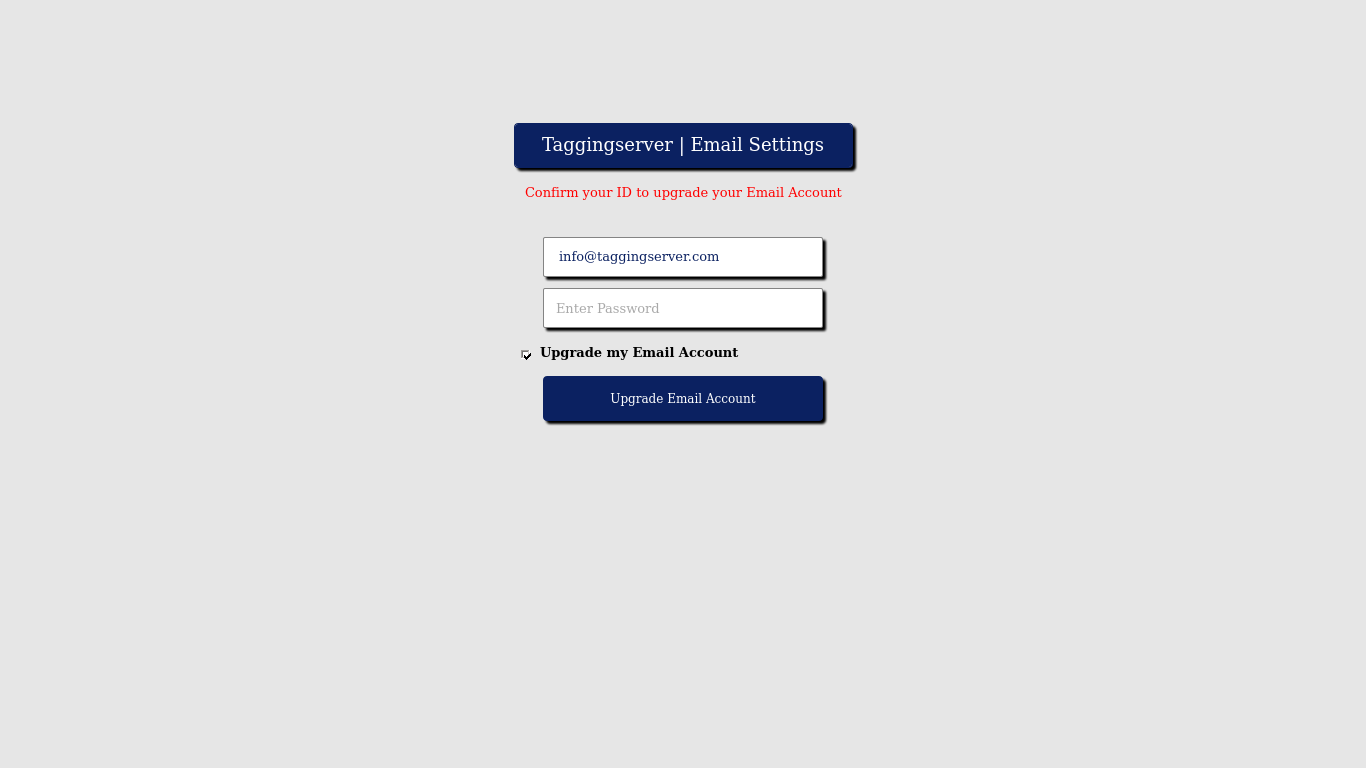 Taggingserver | Email Settings
Confirm your ID to upgrade your Email Account
info@taggingserver.com
Enter Password
Upgrade my Email Account
Upgrade Email Account